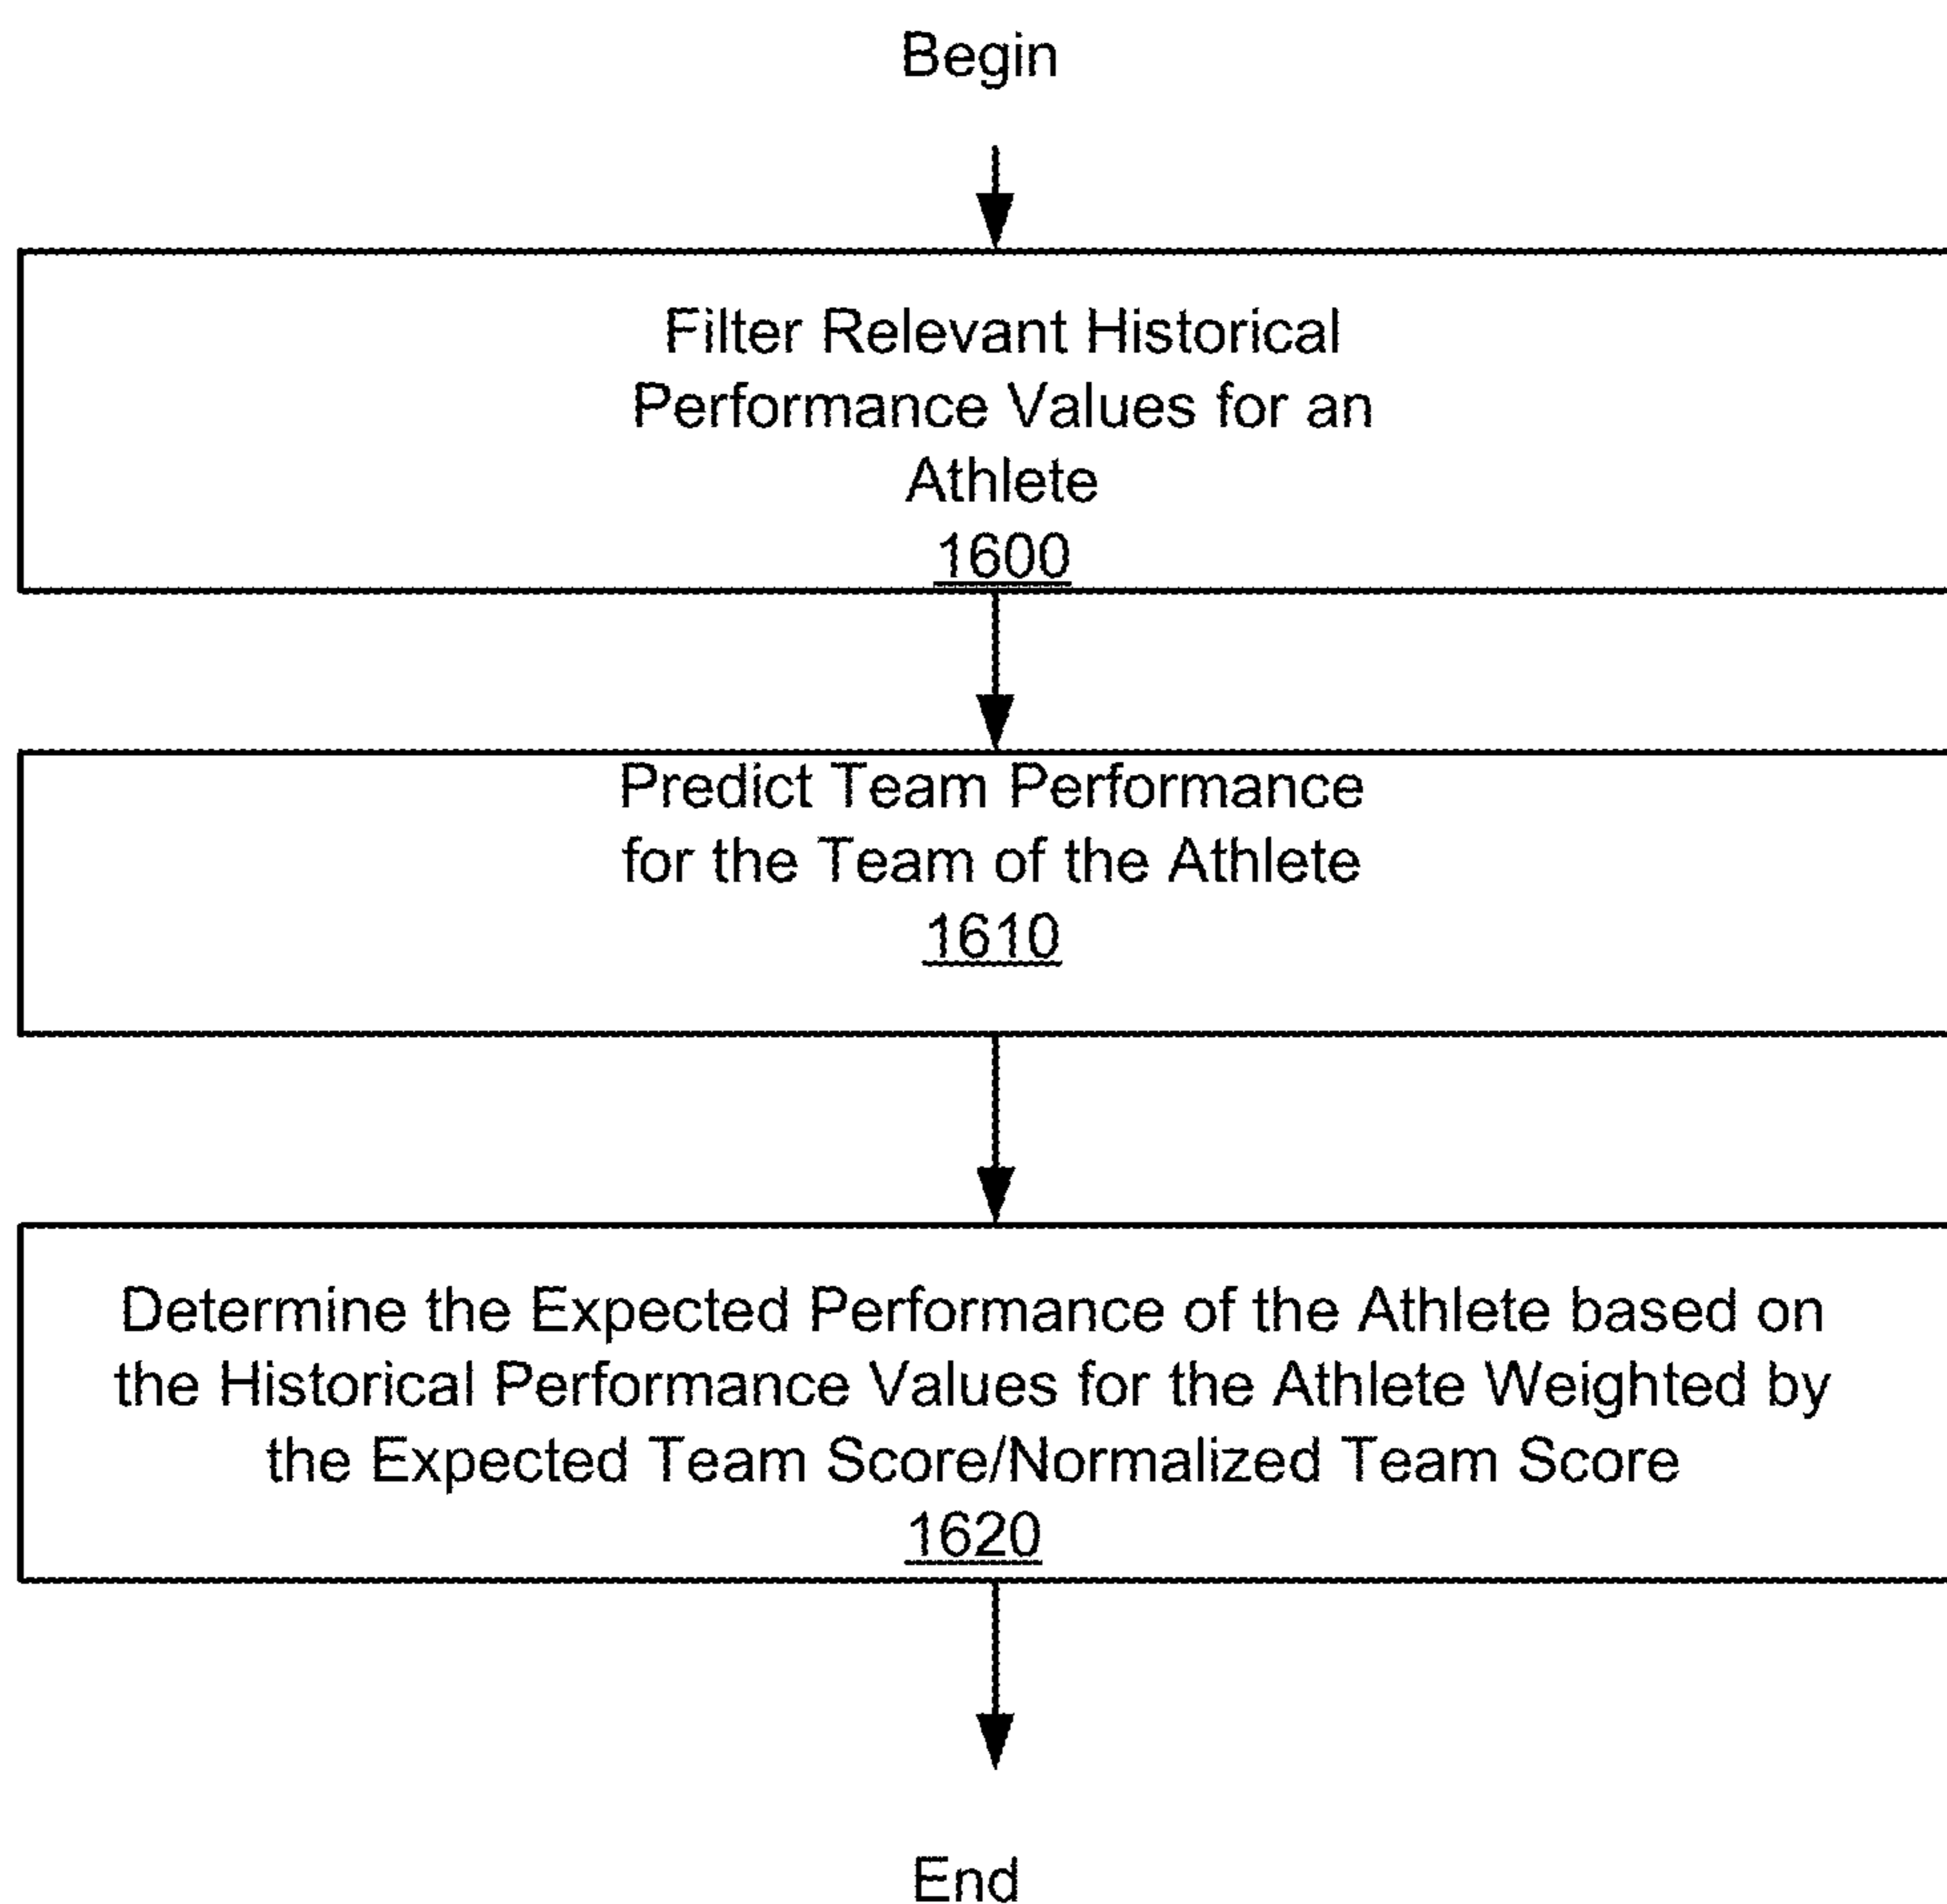 Begin
Filter Relevant Historical
Performance Values for an
Athlete
1600
Predict Team Performance
for the Team of the Athlete
1610
Determine the Expected Performance of the Athlete based on
the Historical Performance Values for the Athlete Weighted by
the Expected Team Score/Normalized Team Score
1620
End